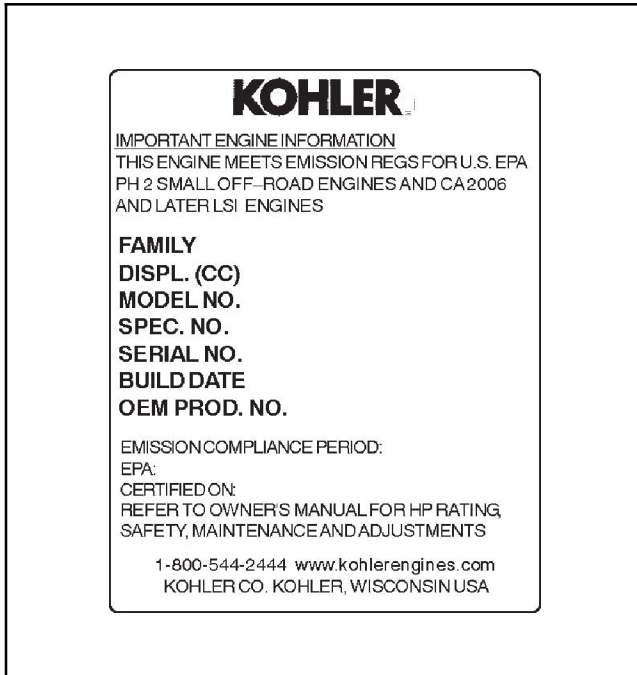 KOHLER
IMPORTANT ENGINE INFORMATION
THIS ENGINE MEETS EMISSION REGS FOR U.S. EPA
PH 2 SMALL OFF–ROAD ENGINES AND CA 2006
AND LATER LSI ENGINES
FAMILY
DISPL. (CC)
MODEL NO.
SPEC. NO.
SERIAL NO.
BUILD DATE
OEM PROD. NO.
EMISSION COMPLIANCE PERIOD:
EPA:
CERTIFIED ON:
REFER TO OWNER'S MANUAL FOR HP RATING,
SAFETY, MAINTENANCE AND ADJUSTMENTS
1-800-544-2444 www.kohlerengines.com
KOHLER CO. KOHLER, WISCONSIN USA